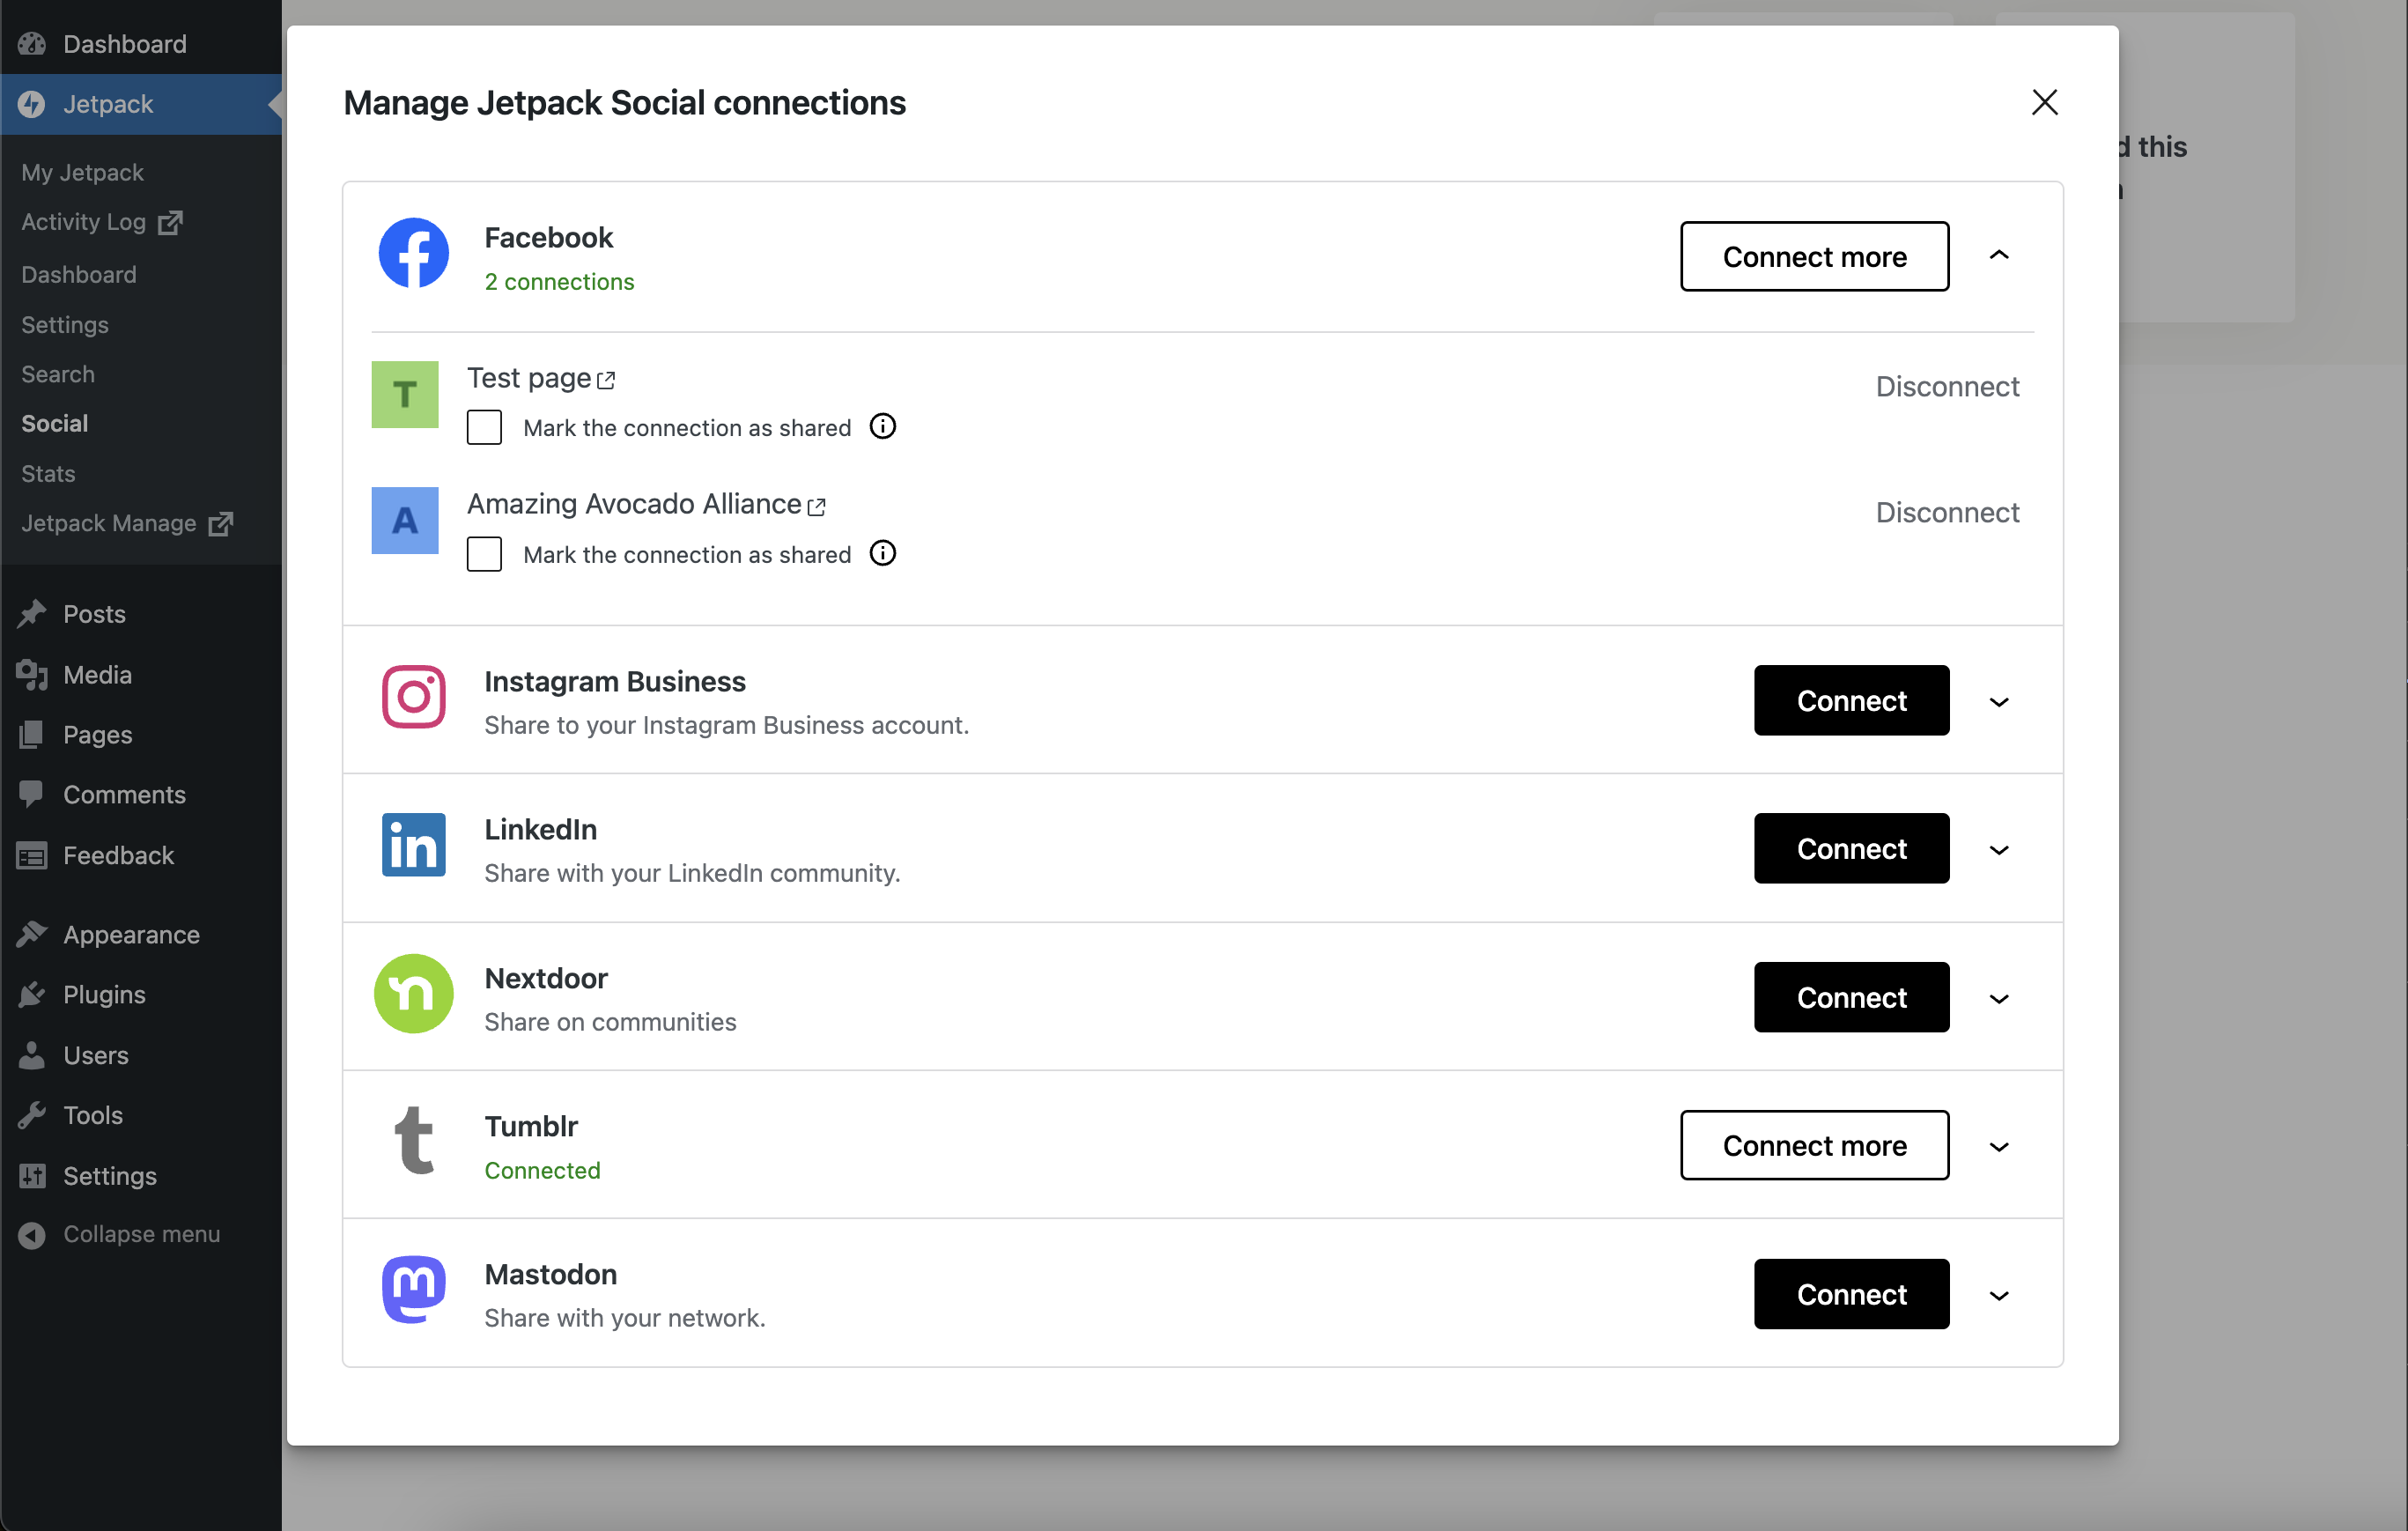 Dashboard
Jetpack
My Jetpack
Activity Log
Dashboard
Settings
Search
Social
Stats
Jetpack Manage
Posts
Media
Pages
Comments
Feedback
Appearance
Plugins
Users
Tools
Settings
Collapse menu
Manage Jetpack Social connections
Facebook
2 connections
Connect more
T
Test page
Disconnect
Mark the connection as shared
A
Amazing Avocado Alliance
Disconnect
Mark the connection as shared
Instagram Business
Share to your Instagram Business account.
Connect
in
LinkedIn
Share with your LinkedIn community.
Connect
Nextdoor
Share on communities
Connect
Tumblr
Connected
Connect more
Mastodon
Share with your network.
Connect
this